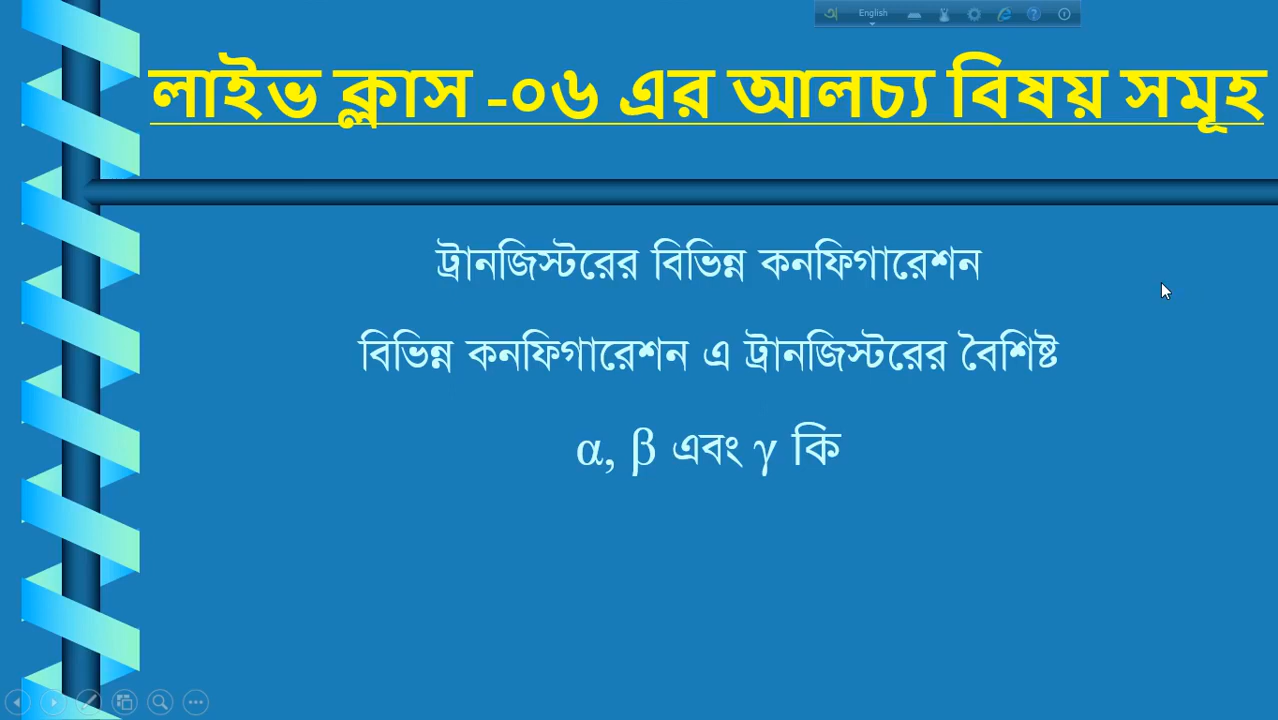 English
লাইভ ক্লাস -০৬ এর আলচ্য বিষয় সমূহ
ট্রানজিস্টরের বিভিন্ন কনফিগারেশন
বিভিন্ন কনফিগারেশন এ ট্রানজিস্টরের বৈশিষ্ট
α, β এবং γ কি